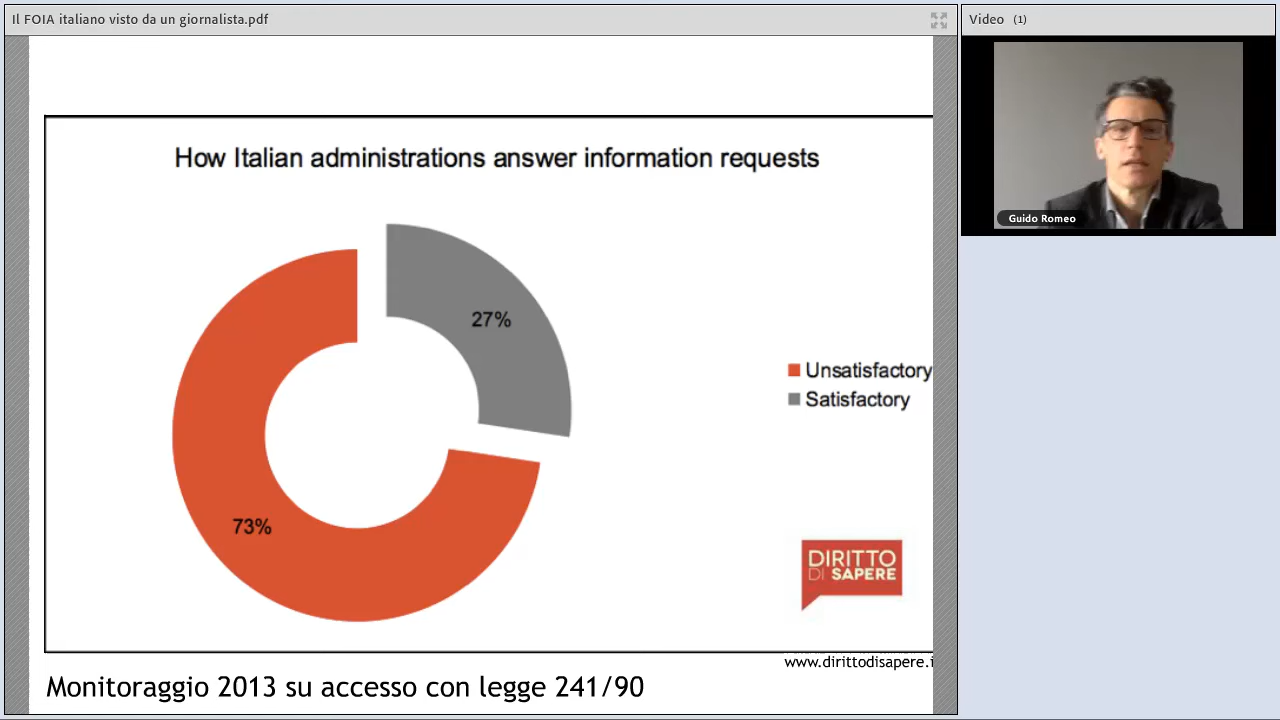 Il FOIA italiano visto da un giornalista.pdf
Video (1)
Guido Romeo
How Italian administrations answer information requests
27%
73%
Unsatisfactory
Satisfactory
DIRITTO
DI SAPERE
www.dirittodisapere.i
Monitoraggio 2013 su accesso con legge 241/90